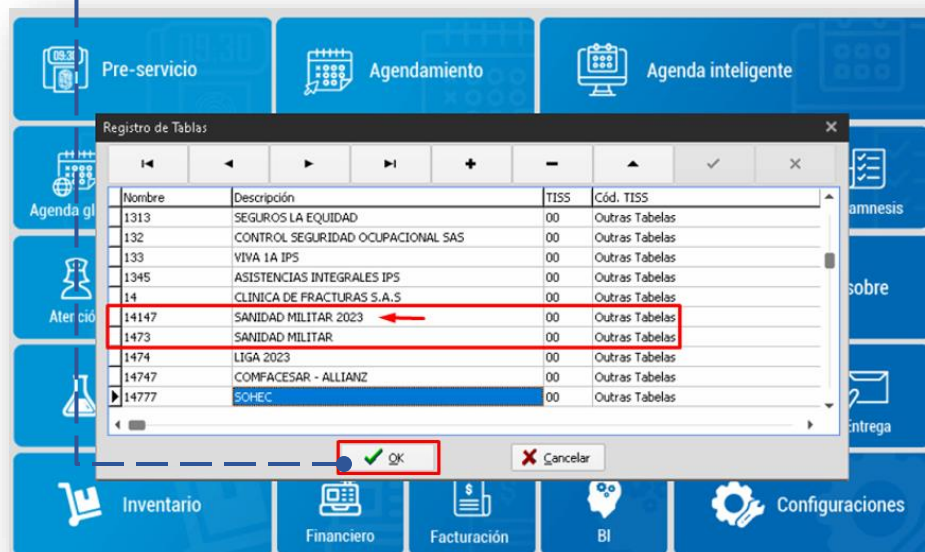 09:30
Pre-servicio
Agendamiento
Agenda inteligente
Registro de Tablas
Nombre Descripción TISS Cód. TISS
1313 SEGUROS LA EQUIDAD 00 Outras Tabelas
132 CONTROL SEGURIDAD OCUPACIONAL SAS 00 Outras Tabelas
133 VIVA 1A IPS 00 Outras Tabelas
1345 ASISTENCIAS INTEGRALES IPS 00 Outras Tabelas
14 CLINICA DE FRACTURAS S.A.S 00 Outras Tabelas
14147 SANIDAD MILITAR 2023 00 Outras Tabelas
1473 SANIDAD MILITAR 00 Outras Tabelas
1474 LIGA 2023 00 Outras Tabelas
14747 COMFACESAR - ALLIANZ 00 Outras Tabelas
14777 SOHEC 00 Outras Tabelas
OK Cancelar
Agenda gl
amnesis
Atenció
sobre
Entrega
Inventario
Financiero
Facturación
BI
Configuraciones